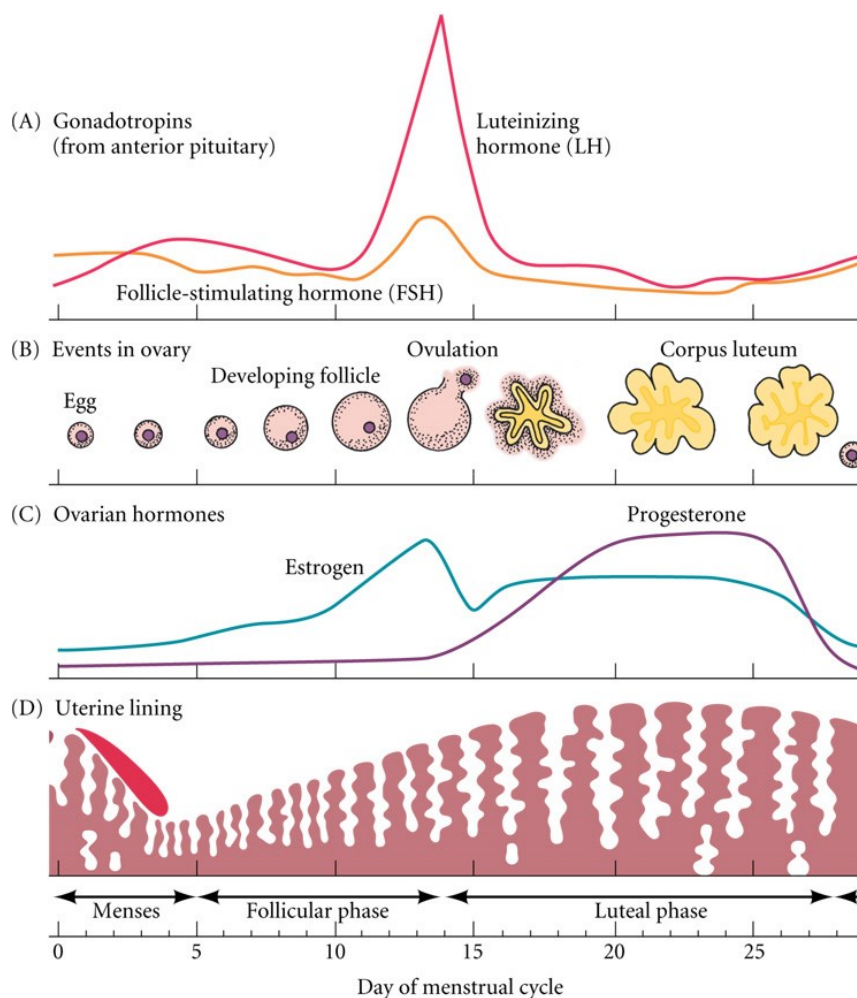 (A) Gonadotropins
(from anterior pituitary)
Luteinizing
hormone (LH)
Follicle-stimulating hormone (FSH)
(B) Events in ovary
Ovulation
Corpus luteum
Developing follicle
Egg
(C) Ovarian hormones
Progesterone
Estrogen
(D) Uterine lining
Menses
Follicular phase
Luteal phase
0 5 10 15 20 25
Day of menstrual cycle